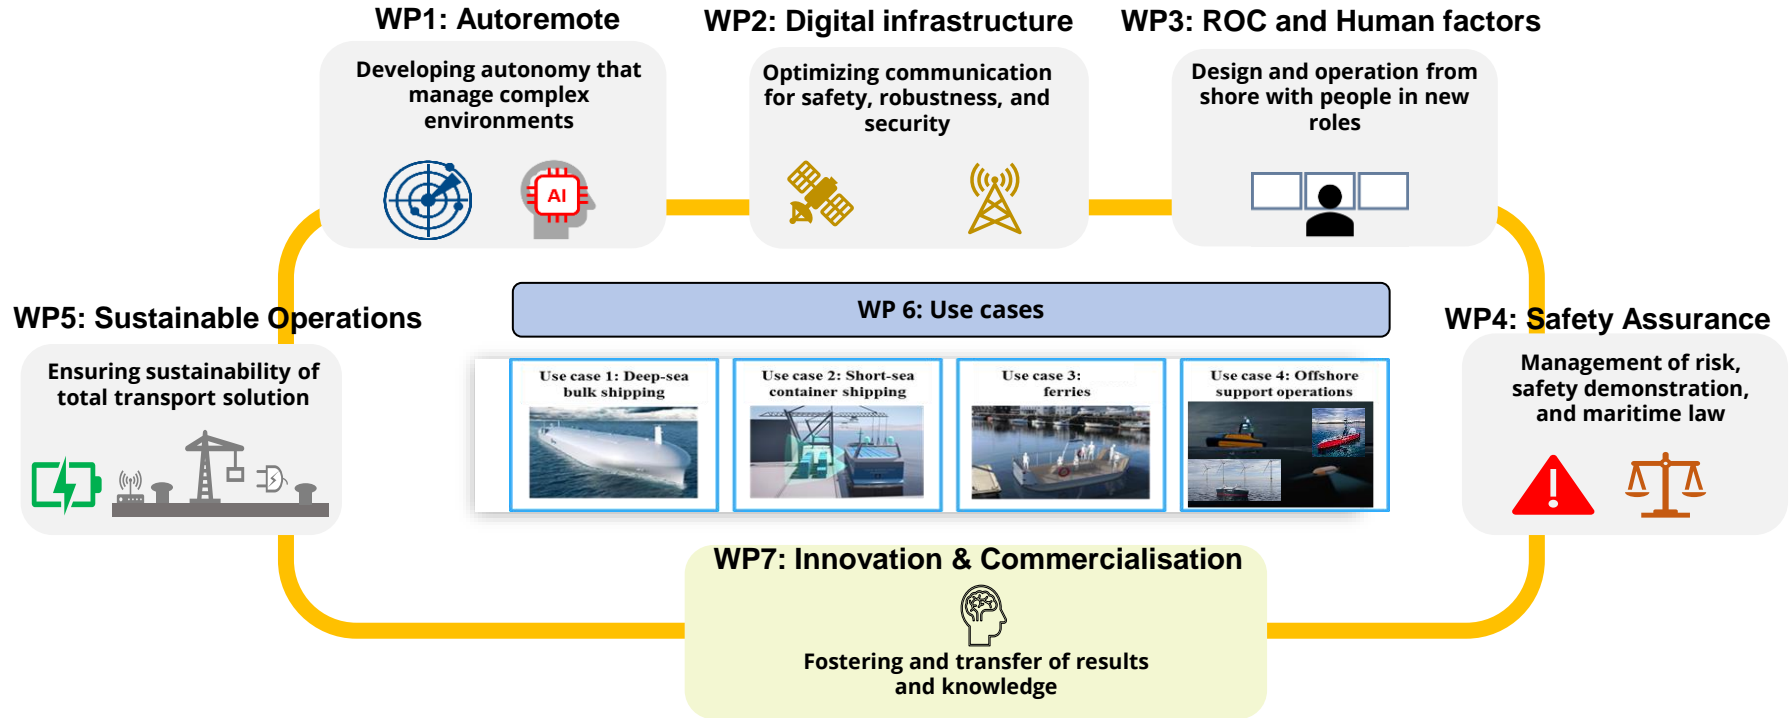 WP1: Autoremote
Developing autonomy that
manage complex
environments
AI
WP2: Digital infrastructure
Optimizing communication
for safety, robustness, and
security
WP3: ROC and Human factors
Design and operation from
shore with people in new
roles
WP5: Sustainable Operations
Ensuring sustainability of
total transport solution
WP 6: Use cases
Use case 1: Deep-sea
bulk shipping
Use case 2: Short-sea
container shipping
Use case 3:
ferries
Use case 4: Offshore
support operations
WP4: Safety Assurance
Management of risk,
safety demonstration,
and maritime law
WP7: Innovation & Commercialisation
Fostering and transfer of results
and knowledge